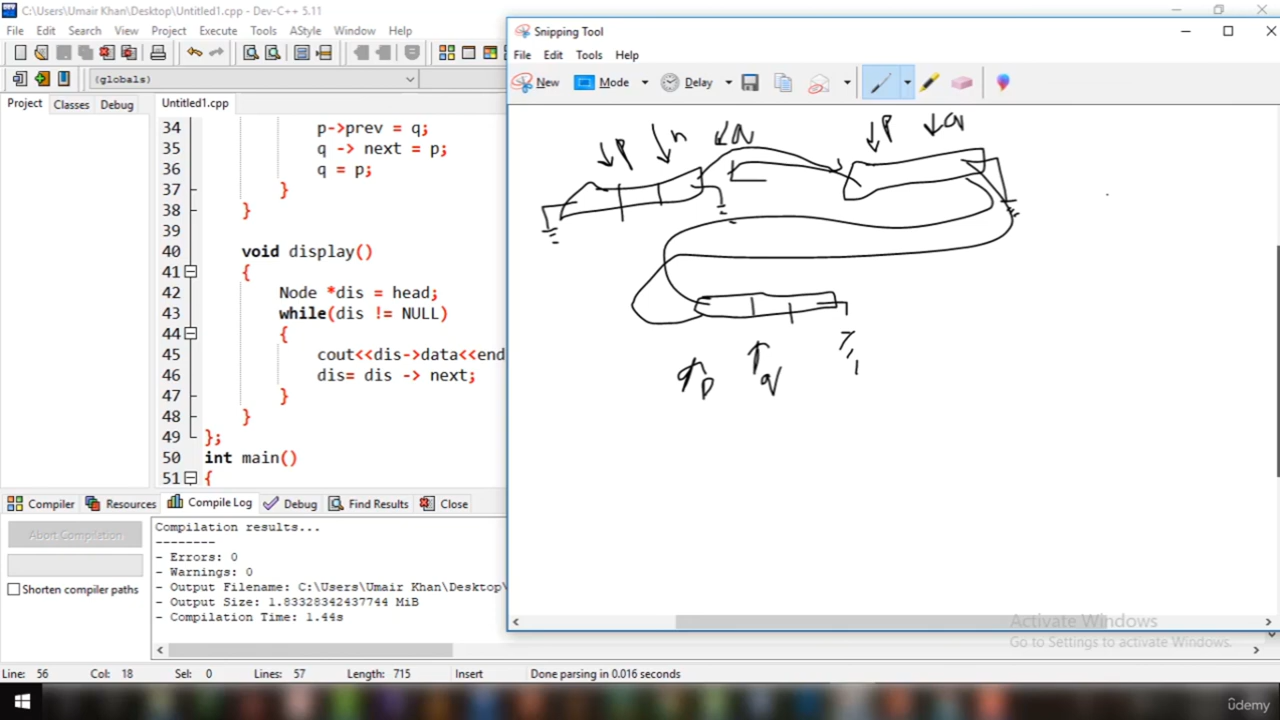 C:\Users\Umair Khan\Desktop\Untitled1.cpp - Dev-C++ 5.11
File Edit Search View Project Execute Tools AStyle Window Help
(globals)
Project Classes Debug
Untitled1.cpp
34 p->prev = q;
35 q -> next = p;
36 q = p;
37 }
38 }
39
40 void display()
41 {
42 Node *dis = head;
43 while(dis != NULL)
44 {
45 cout<<dis->data<<end
46 dis= dis -> next;
47 }
48 }
49 };
50 int main()
51 {
Compiler Resources Compile Log Debug Find Results Close
Abort Compilation
Shorten compiler paths
Compilation results...
--------
- Errors: 0
- Warnings: 0
- Output Filename: C:\Users\Umair Khan\Desktop\
- Output Size: 1.83328342437744 MiB
- Compilation Time: 1.44s
Line: 56 Col: 18 Sel: 0 Lines: 57 Length: 715 Insert Done parsing in 0.016 seconds
Snipping Tool
File Edit Tools Help
New Mode Delay
p n p
p q
Activate Windows
Go to Settings to activate Windows.
ûdemy